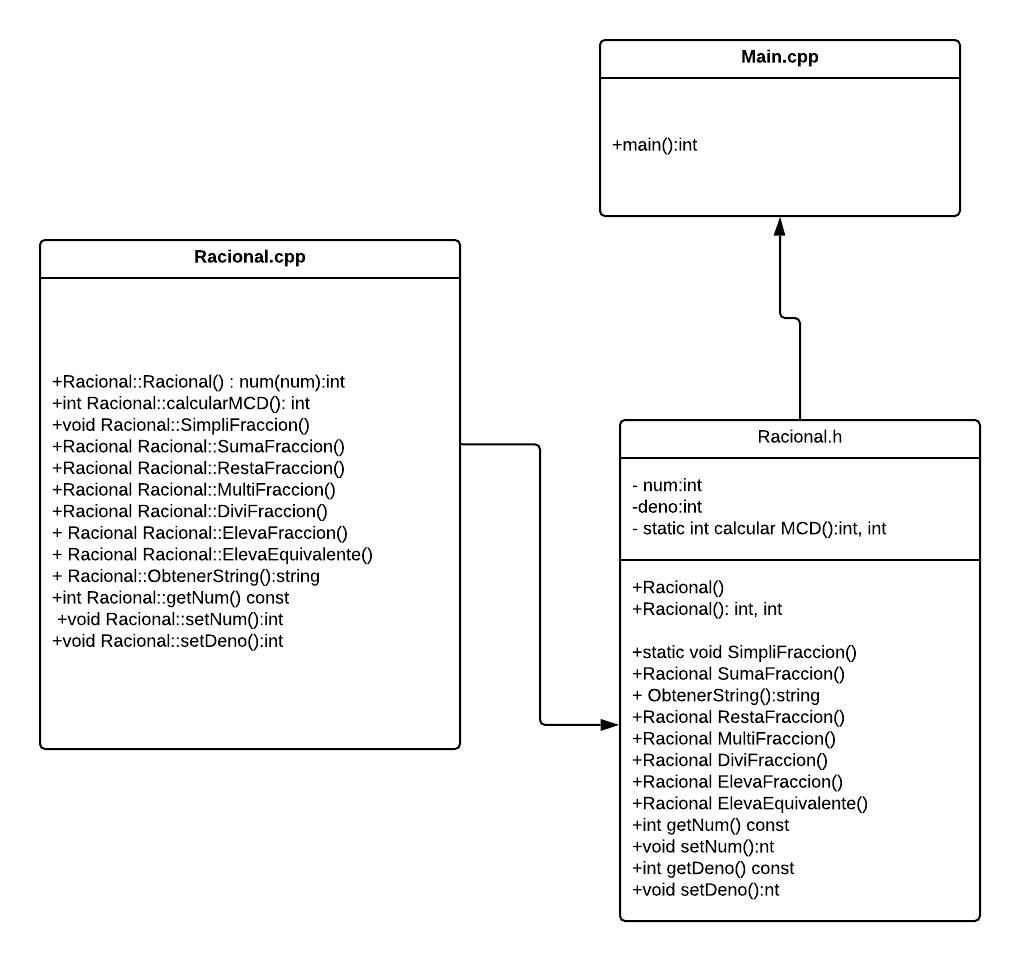 Main.cpp
+main():int
Racional.cpp
+Racional::Racional() : num(num):int
+int Racional::calcularMCD(): int
+void Racional::SimpliFraccion()
+Racional Racional::SumaFraccion()
+Racional Racional::RestaFraccion()
+Racional Racional::MultiFraccion()
+Racional Racional::DiviFraccion()
+ Racional Racional::ElevaFraccion()
+ Racional Racional::ElevaEquivalente()
+ Racional::ObtenerString():string
+int Racional::getNum() const
+void Racional::setNum():int
+void Racional::setDeno():int
Racional.h
- num:int
-deno:int
- static int calcular MCD():int, int
+Racional()
+Racional(): int, int
+static void SimpliFraccion()
+Racional SumaFraccion()
+ ObtenerString():string
+Racional RestaFraccion()
+Racional MultiFraccion()
+Racional DiviFraccion()
+Racional ElevaFraccion()
+Racional ElevaEquivalente()
+int getNum() const
+void setNum():nt
+int getDeno() const
+void setDeno():nt